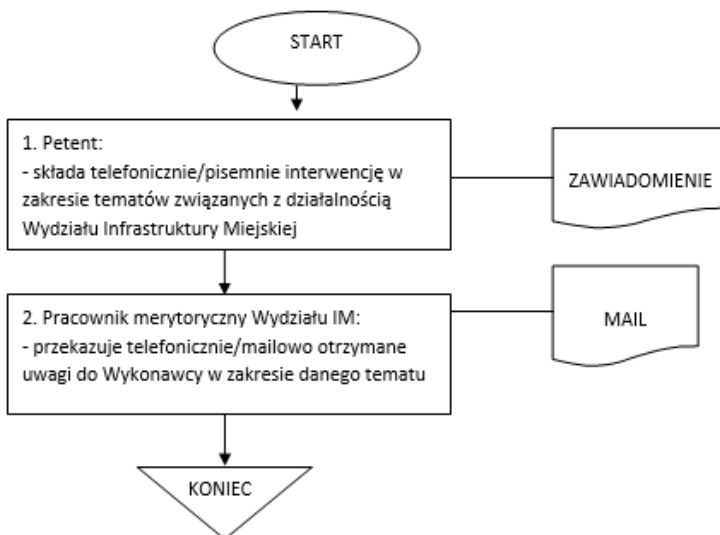 START
1. Petent:
- składa telefonicznie/pisemnie interwencję w
zakresie tematów związanych z działalnością
Wydziału Infrastruktury Miejskiej
ZAWIADOMIENIE
2. Pracownik merytoryczny Wydziału IM:
- przekazuje telefonicznie/mailowo otrzymane
uwagi do Wykonawcy w zakresie danego tematu
MAIL
KONIEC